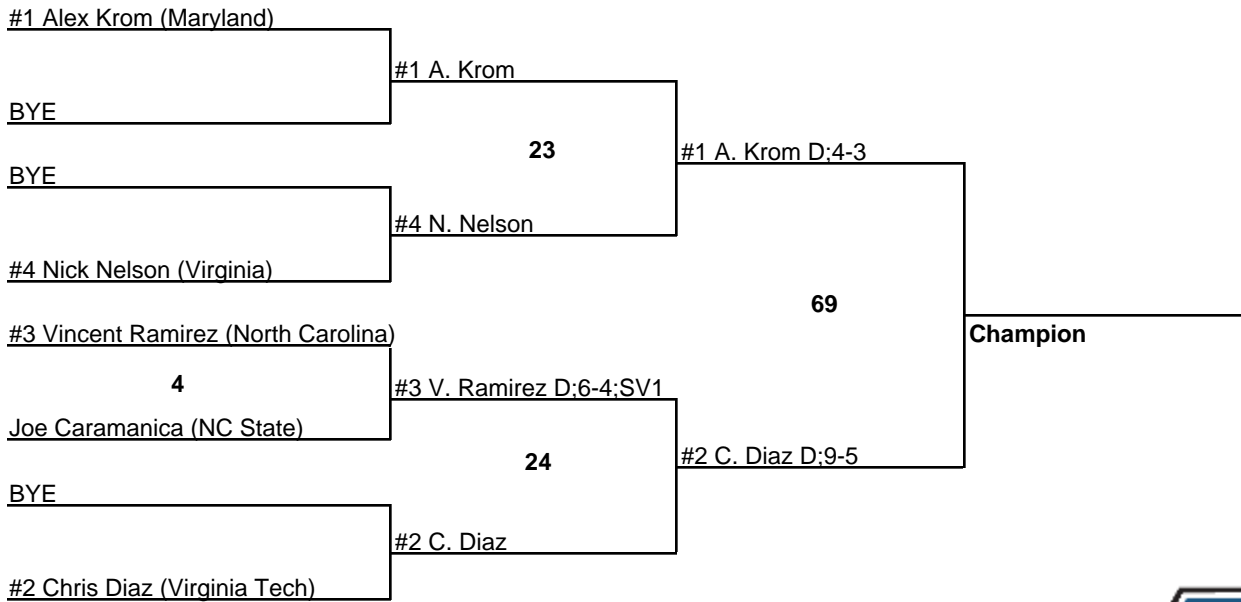 #1 Alex Krom (Maryland)
#1 A. Krom
BYE
23
#1 A. Krom D;4-3
BYE
#4 N. Nelson
#4 Nick Nelson (Virginia)
69
#3 Vincent Ramirez (North Carolina)
Champion
4
#3 V. Ramirez D;6-4;SV1
Joe Caramanica (NC State)
24
#2 C. Diaz D;9-5
BYE
#2 C. Diaz
#2 Chris Diaz (Virginia Tech)